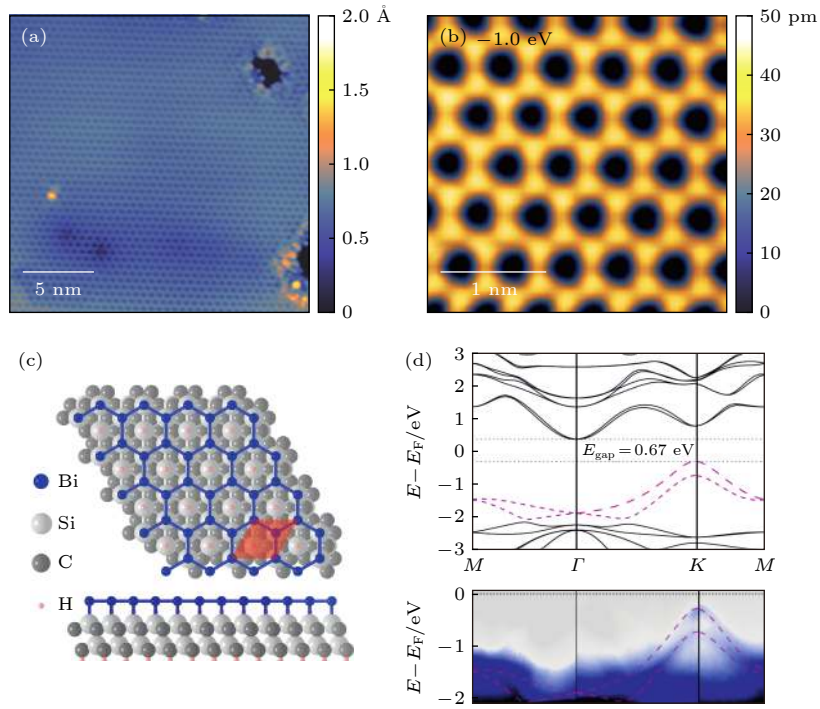 (a)
5 nm
2.0 Å
1.5
1.0
0.5
0
(b)
−1.0 eV
1 nm
50 pm
40
30
20
10
0
(c)
Bi
Si
C
H
(d)
3
2
1
0
−1
−2
−3
E−E_F/eV
E_gap=0.67 eV
M
Γ
K
M
0
−1
−2
E−E_F/eV